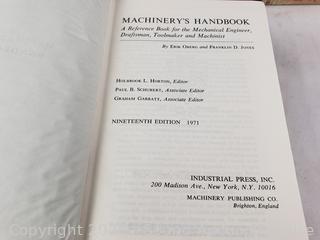 MACHINERY'S HANDBOOK
A Reference Book for the Mechanical Engineer,
Draftsman, Toolmaker and Machinist
By Erik Oberg and Franklin D. Jones
Holbrook L. Horton, Editor
Paul B. Schubert, Associate Editor
Graham Garratt, Associate Editor
NINETEENTH EDITION 1971
INDUSTRIAL PRESS, INC.
200 Madison Ave., New York, N.Y. 10016
MACHINERY PUBLISHING CO.
Brighton, England
Copyright